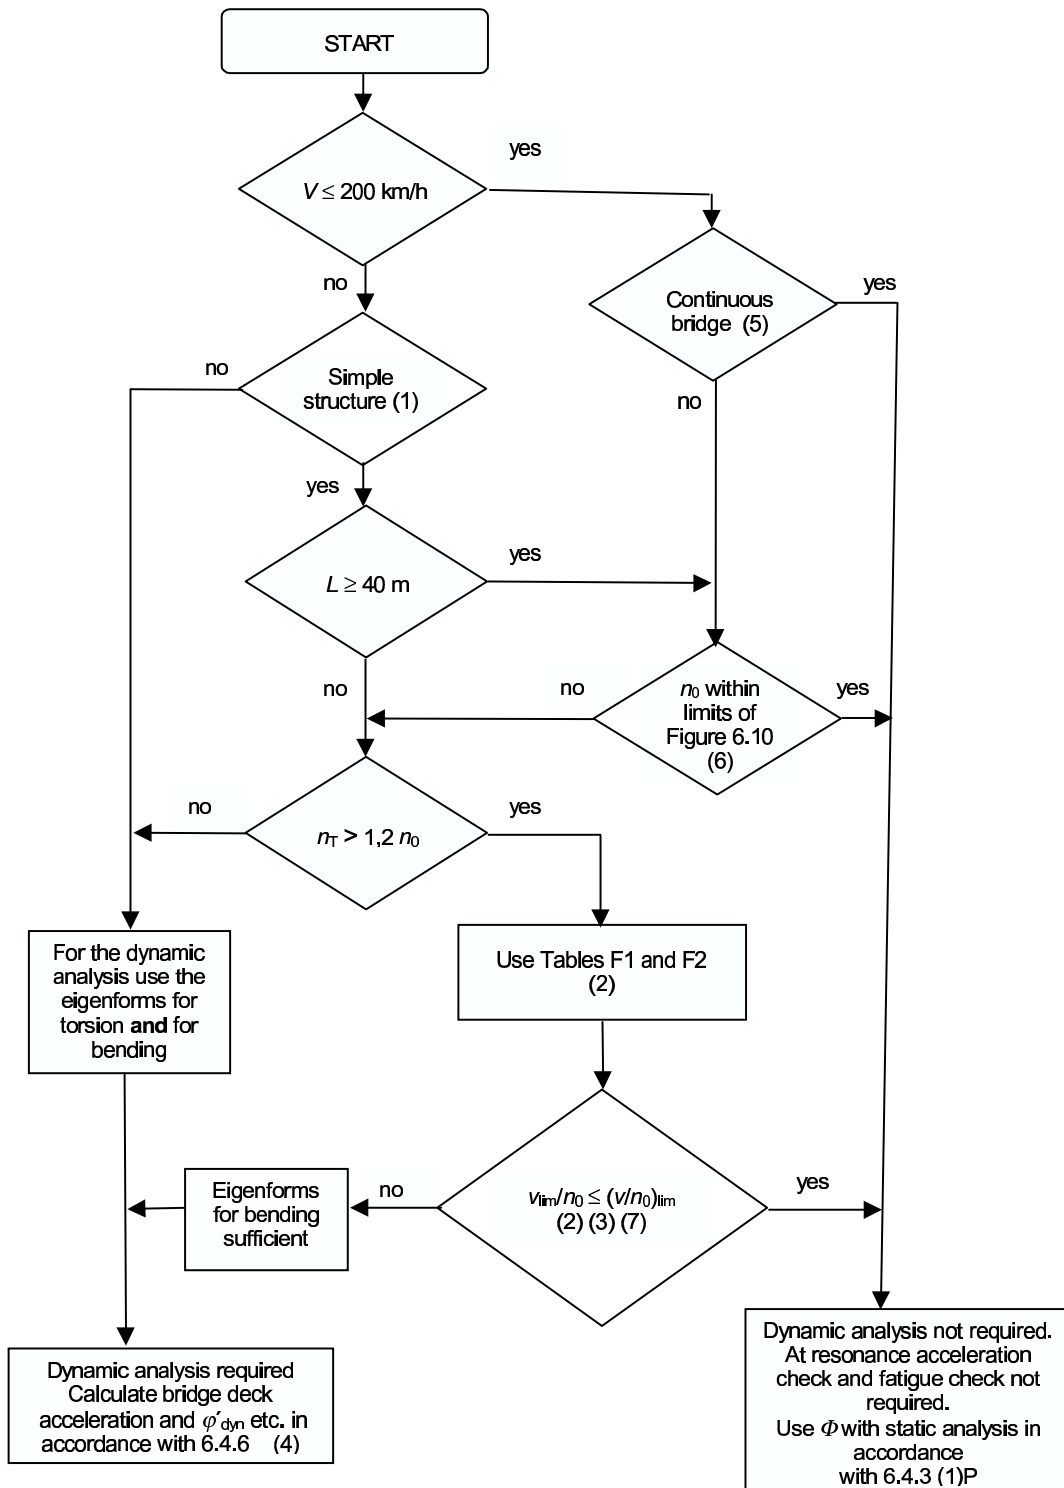 START
yes
V ≤ 200 km/h
no
yes
Continuous
bridge (5)
no
Simple
structure (1)
no
yes
yes
L ≥ 40 m
no
no
n₀ within
limits of
Figure 6.10
(6)
yes
no
yes
nT > 1,2 n₀
For the dynamic
analysis use the
eigenforms for
torsion and for
bending
Use Tables F1 and F2
(2)
Eigenforms
for bending
sufficient
no
yes
vlim/n₀ ≤ (v/n₀)lim
(2) (3) (7)
Dynamic analysis required
Calculate bridge deck
acceleration and φ′dyn etc. in
accordance with 6.4.6 (4)
Dynamic analysis not required.
At resonance acceleration
check and fatigue check not
required.
Use Φ with static analysis in
accordance
with 6.4.3 (1)P